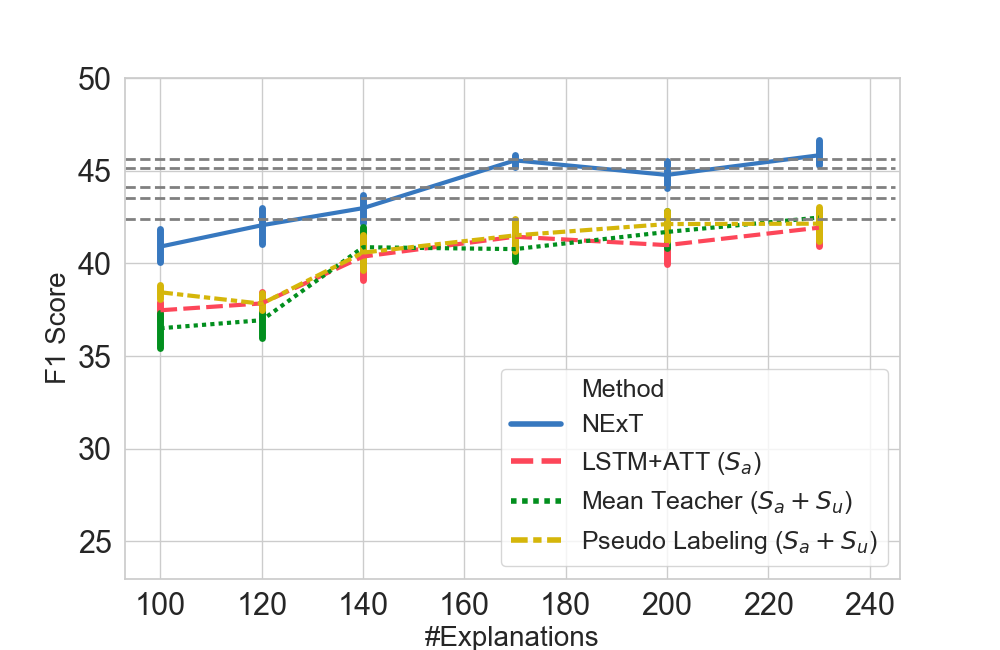 50
45
40
35
30
25
F1 Score
Method
NExT
LSTM+ATT (Sₐ)
Mean Teacher (Sₐ + Sᵤ)
Pseudo Labeling (Sₐ + Sᵤ)
100 120 140 160 180 200 220 240
#Explanations